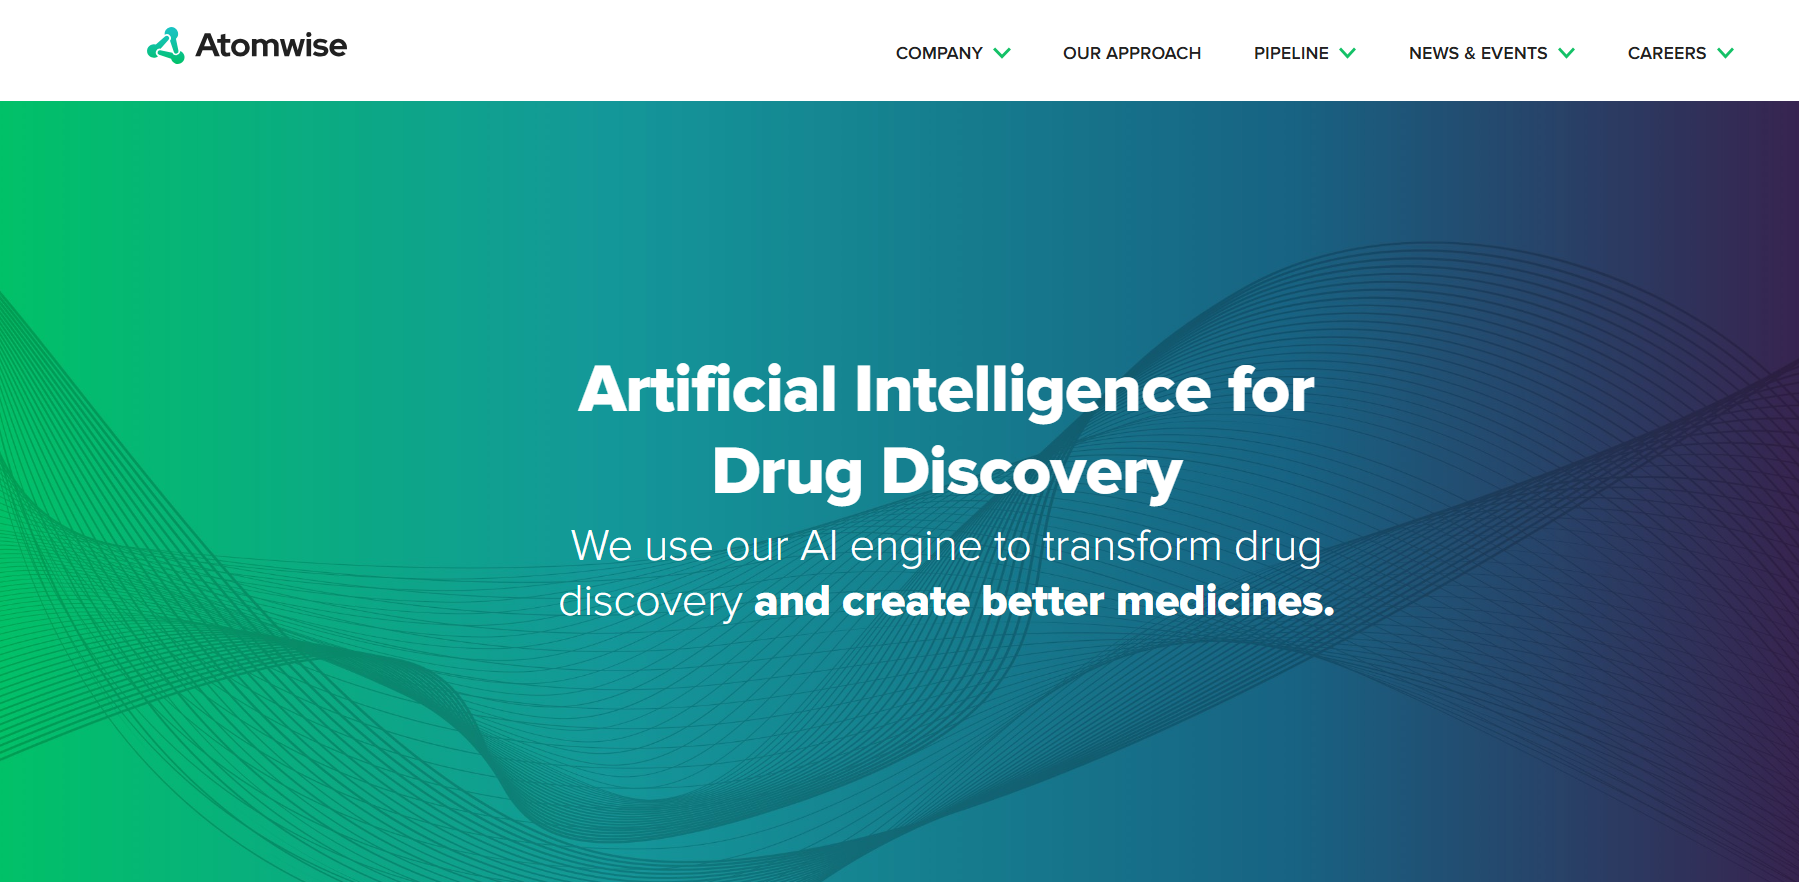 Atomwise
COMPANY
OUR APPROACH
PIPELINE
NEWS & EVENTS
CAREERS
Artificial Intelligence for
Drug Discovery
We use our AI engine to transform drug
discovery and create better medicines.